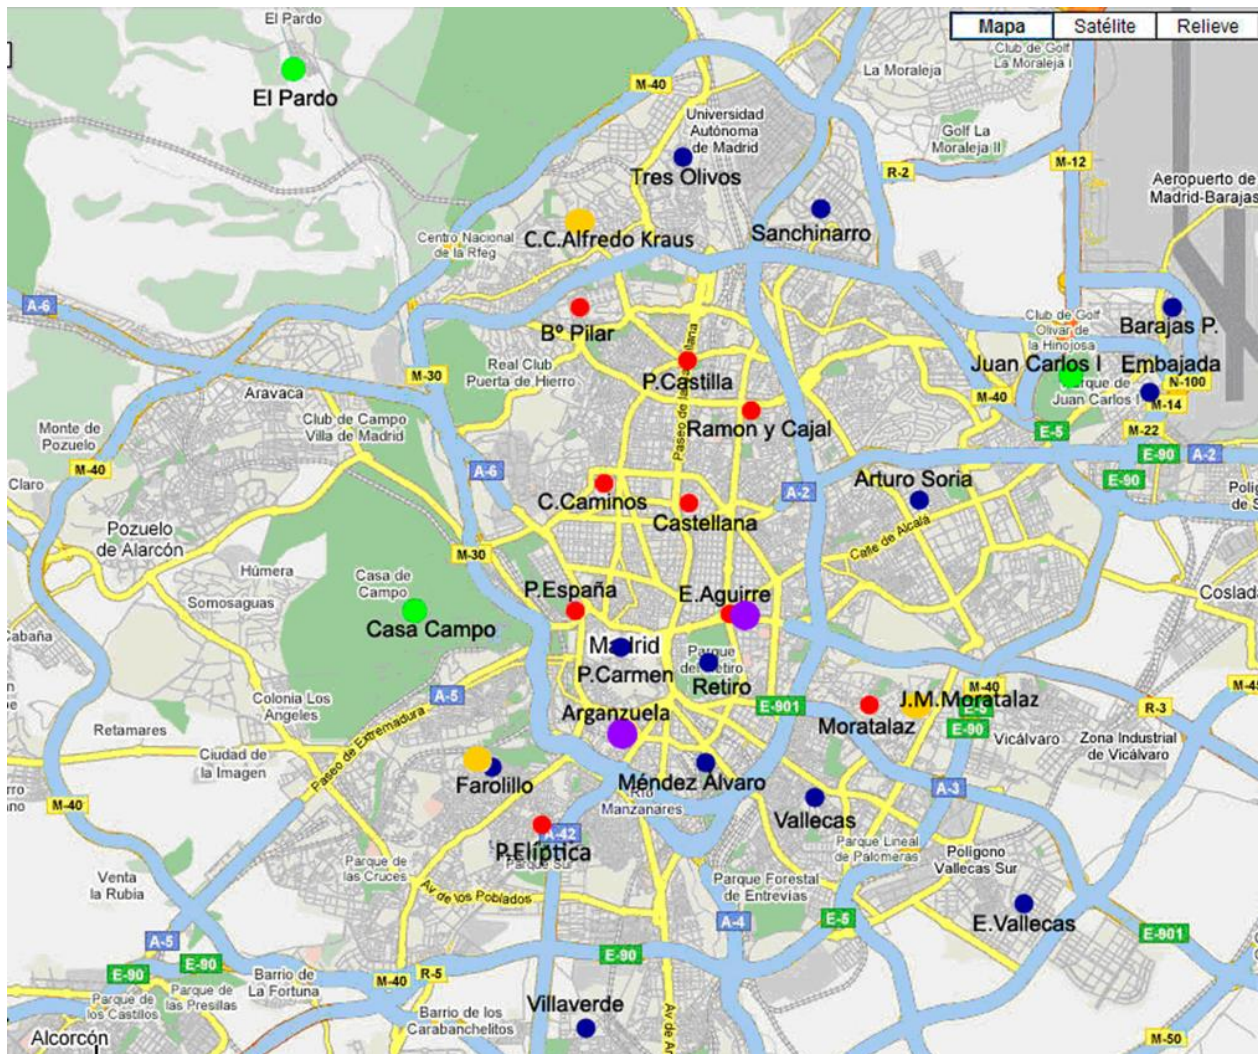 El Pardo
Mapa
Satélite
Relieve
Club de Golf
La Moraleja I
La Moraleja
El Pardo
M-40
Universidad
Autónoma
de Madrid
Golf La
Moraleja II
M-12
R-2
Tres Olivos
Aeropuerto de
Madrid-Barajas
C.C.Alfredo Kraus
Sanchinarro
Centro Nacional
de la Rfeg
A-6
Bº Pilar
Barajas P.
Club de Golf
Olivar de
la Hinojosa
Real Club
Puerta de Hierro
P.Castilla
Paseo de la
Juan Carlos I
Embajada
M-30
N-100
Parque de
Juan Carlos I
M-40
M-14
Aravaca
Club de Campo
Villa de Madrid
Ramon y Cajal
E-5
M-22
Monte de
Pozuelo
M-40
A-6
E-90
A-2
Claro
C.Caminos
A-2
Arturo Soria
E-90
Castellana
Pozuelo
de Alarcón
Calle de Alcalá
M-30
Húmera
Casa de
Campo
P.España
E.Aguirre
Somosaguas
Coslada
Casa Campo
Madrid
Parque
del Retiro
P.Carmen
Retiro
A-5
M-40
Colonia Los
Angeles
J.M.Moratalaz
Arganzuela
E-901
Moratalaz
E-90
R-3
Retamares
Vicálvaro
Zona Industrial
de Vicálvaro
Ciudad de
la Imagen
Paseo de Extremadura
Farolillo
Méndez Álvaro
Río
Manzanares
Vallecas
A-3
M-40
A-42
P.Elíptica
Parque Sur
Parque Lineal
de Palomeras
Polígono
Vallecas Sur
Parque de
las Cruces
Venta
la Rubia
Av de los Poblados
Parque Forestal
de Entrevías
E.Vallecas
A-4
E-5
E-901
A-5
E-90
E-90
E-90
M-40
R-5
Barrio de
La Fortuna
Parque de
las Presillas
Parque de
los Castillos
Barrio de los
Carabanchelitos
Villaverde
Alcorcón
M-50